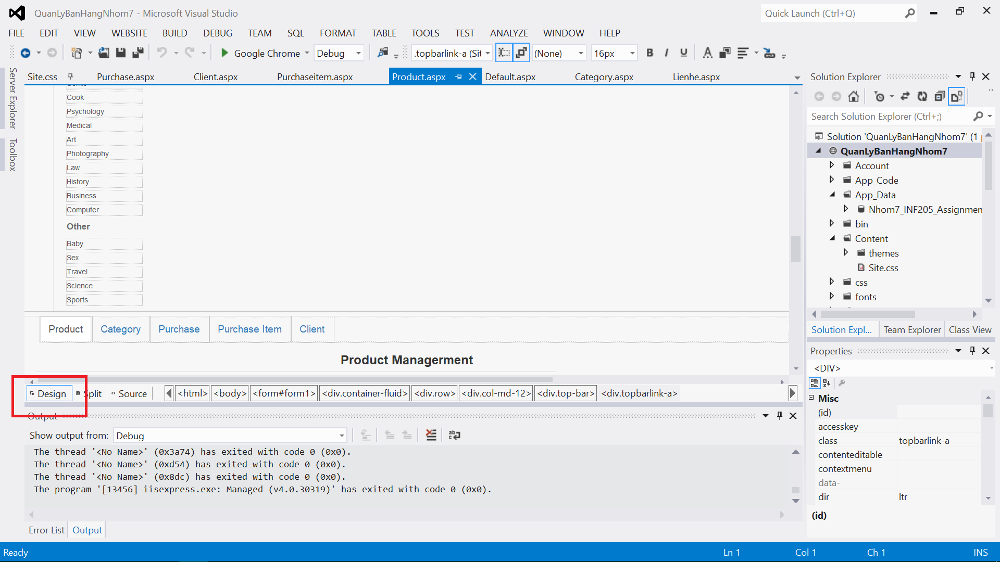 QuanLyBanHangNhom7 - Microsoft Visual Studio
Quick Launch (Ctrl+Q)
FILE EDIT VIEW WEBSITE BUILD DEBUG TEAM SQL FORMAT TABLE TOOLS TEST ANALYZE WINDOW HELP
Google Chrome Debug .topbarlink-a (Sit (None) 16px B I U A
Server Explorer
Toolbox
Site.css Purchase.aspx Client.aspx Purchaseitem.aspx Product.aspx Default.aspx Category.aspx Lienhe.aspx
Cook
Psychology
Medical
Art
Photography
Law
History
Business
Computer
Other
Baby
Sex
Travel
Science
Sports
Product Category Purchase Purchase Item Client
Product Managerment
Design Split Source <html> <body> <form#form1> <div.container-fluid> <div.row> <div.col-md-12> <div.top-bar> <div.topbarlink-a>
Output
Show output from: Debug
The thread '<No Name>' (0x3a74) has exited with code 0 (0x0).
The thread '<No Name>' (0xd54) has exited with code 0 (0x0).
The thread '<No Name>' (0x8dc) has exited with code 0 (0x0).
The program '[13456] iisexpress.exe: Managed (v4.0.30319)' has exited with code 0 (0x0).
Error List Output
Solution Explorer
Search Solution Explorer (Ctrl+;)
Solution 'QuanLyBanHangNhom7' (1
QuanLyBanHangNhom7
Account
App_Code
App_Data
Nhom7_INF205_Assignmen
bin
Content
themes
Site.css
css
fonts
Solution Expl... Team Explorer Class View
Properties
<DIV>
Misc
(id)
accesskey
class topbarlink-a
contenteditable
contextmenu
data-
dir ltr
(id)
Ready Ln 1 Col 1 Ch 1 INS